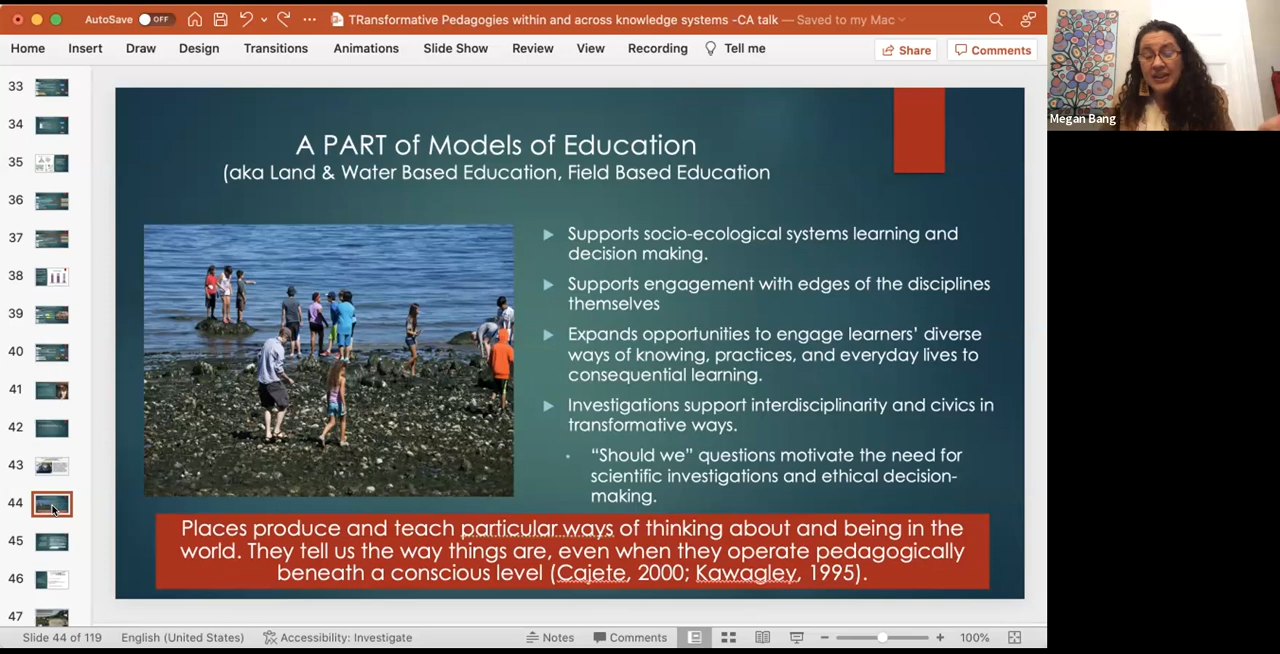 AutoSave OFF
TRansformative Pedagogies within and across knowledge systems -CA talk — Saved to my Mac
Home Insert Draw Design Transitions Animations Slide Show Review View Recording Tell me Share Comments
33
34
35
36
37
38
39
40
41
42
43
44
45
46
47
A PART of Models of Education
(aka Land & Water Based Education, Field Based Education
Supports socio-ecological systems learning and
decision making.
Supports engagement with edges of the disciplines
themselves
Expands opportunities to engage learners’ diverse
ways of knowing, practices, and everyday lives to
consequential learning.
Investigations support interdisciplinarity and civics in
transformative ways.
“Should we” questions motivate the need for
scientific investigations and ethical decision-
making.
Places produce and teach particular ways of thinking about and being in the
world. They tell us the way things are, even when they operate pedagogically
beneath a conscious level (Cajete, 2000; Kawagley, 1995).
Slide 44 of 119 English (United States) Accessibility: Investigate Notes Comments 100%
Megan Bang